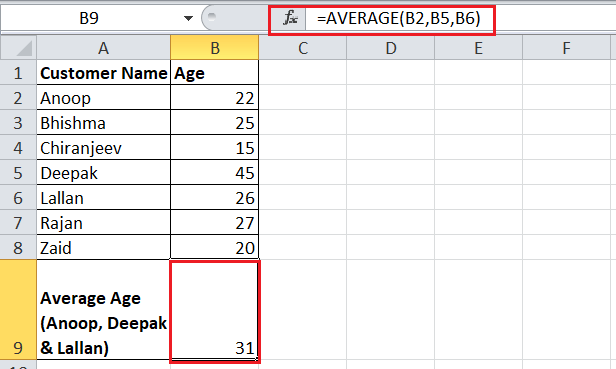 B9 fx =AVERAGE(B2,B5,B6)
A B C D E F
1 Customer Name Age
2 Anoop 22
3 Bhishma 25
4 Chiranjeev 15
5 Deepak 45
6 Lallan 26
7 Rajan 27
8 Zaid 20
Average Age
(Anoop, Deepak
9 & Lallan) 31